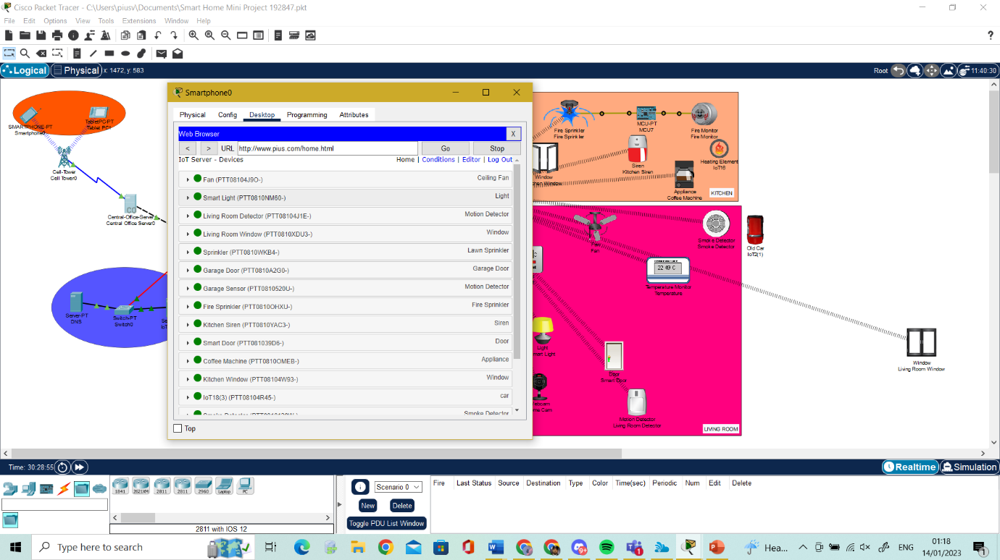 Cisco Packet Tracer - C:\Users\piusv\Documents\Smart Home Mini Project 192847.pkt
File Edit Options View Tools Extensions Window Help
?
Logical Physical x: 1472, y: 583
Root 11:40:30
SMARTPHONE-PT
Smartphone0
TabletPC-PT
Tablet PC1
Cell-Tower
Cell Tower0
CO
Central-Office-Server
Central Office Server0
Server-PT
DNS
Switch-PT
Switch0
Smartphone0
Physical Config Desktop Programming Attributes
Web Browser X
< > URL http://www.pius.com/home.html Go Stop
IoT Server - Devices Home | Conditions | Editor | Log Out
Fan (PTT08104J9O-) Ceiling Fan
Smart Light (PTT0810NM60-) Light
Living Room Detector (PTT08104J1E-) Motion Detector
Living Room Window (PTT0810XDU3-) Window
Sprinkler (PTT0810WKB4-) Lawn Sprinkler
Garage Door (PTT0810A2G0-) Garage Door
Garage Sensor (PTT0810520U-) Motion Detector
Fire Sprinkler (PTT0810OHXU-) Fire Sprinkler
Kitchen Siren (PTT0810YAC3-) Siren
Smart Door (PTT081039D6-) Door
Coffee Machine (PTT0810OMEB-) Appliance
Kitchen Window (PTT08104W93-) Window
IoT18(3) (PTT08104R45-) car
Smoke Detector
Top
Fire Sprinkler
Fire Sprinkler
MCU-PT
MCU7
Fire Monitor
Fire Monitor
Window
Siren
Kitchen Siren
Heating Element
IoT16
Appliance
Coffee Machine
KITCHEN
Fan
Smoke Detector
Smoke Detector
Old Car
IoT2(1)
22.49 C
Temperature Monitor
Temperature
Light
Door
Smart Door
Motion Detector
Living Room Detector
LIVING ROOM
Window
Living Room Window
Time: 30:28:55 Realtime Simulation
1841 2621XM 2811 2811 2960 Laptop PC
2811 with IOS 12
Scenario 0
New Delete
Toggle PDU List Window
Fire Last Status Source Destination Type Color Time(sec) Periodic Num Edit Delete
Type here to search
9+
1
Hea...
ENG
01:18
14/01/2023
1